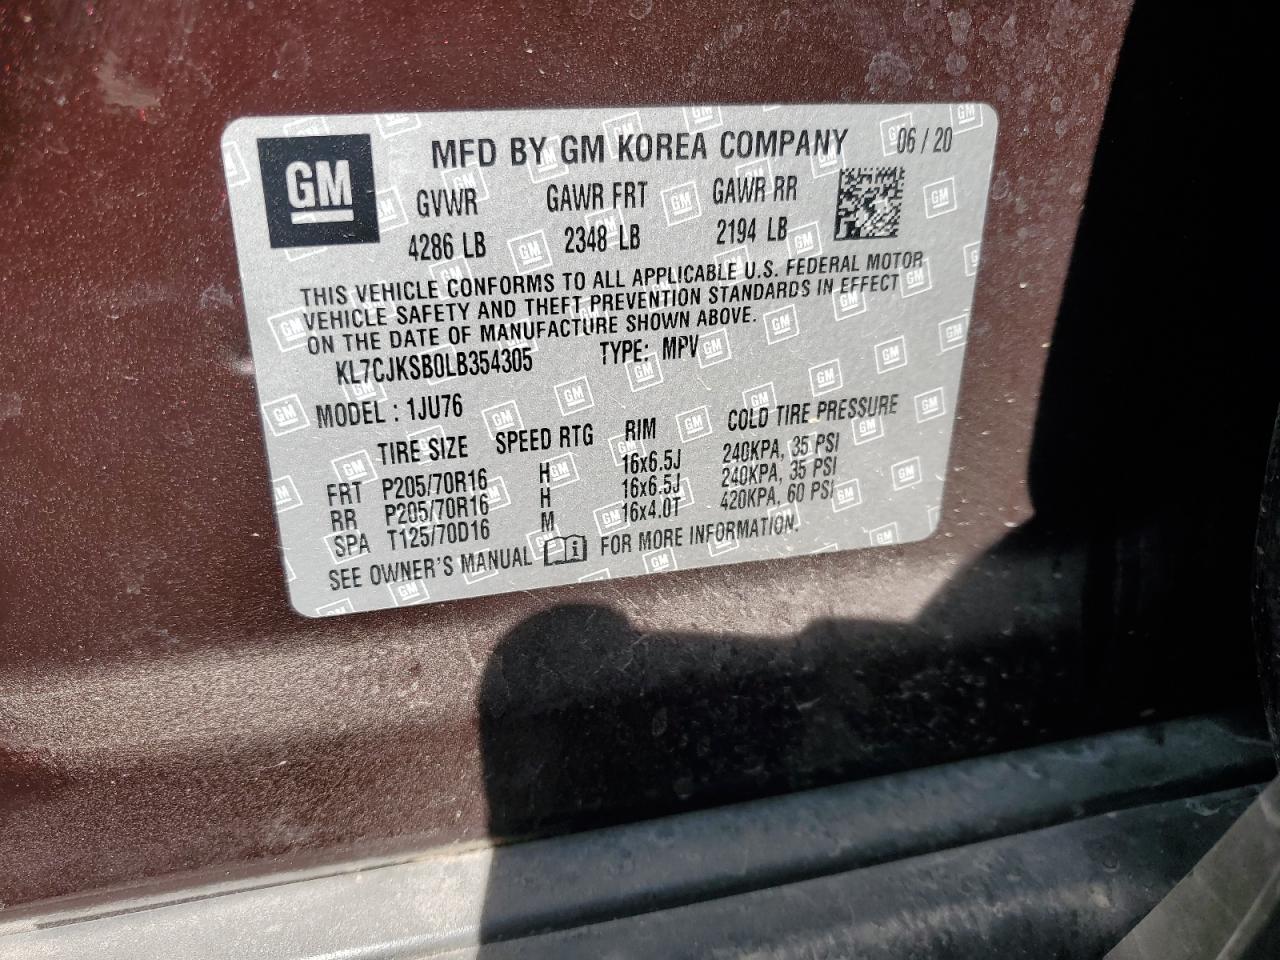 GM
MFD BY GM KOREA COMPANY 06 / 20
GVWR GAWR FRT GAWR RR
4286 LB 2348 LB 2194 LB
THIS VEHICLE CONFORMS TO ALL APPLICABLE U.S. FEDERAL MOTOR
VEHICLE SAFETY AND THEFT PREVENTION STANDARDS IN EFFECT
ON THE DATE OF MANUFACTURE SHOWN ABOVE.
KL7CJKSB0LB354305 TYPE: MPV
MODEL : 1JU76
TIRE SIZE SPEED RTG RIM COLD TIRE PRESSURE
FRT P205/70R16 H 16x6.5J 240KPA, 35 PSI
RR P205/70R16 H 16x6.5J 240KPA, 35 PSI
SPA T125/70D16 M 16x4.0T 420KPA, 60 PSI
SEE OWNER'S MANUAL FOR MORE INFORMATION.